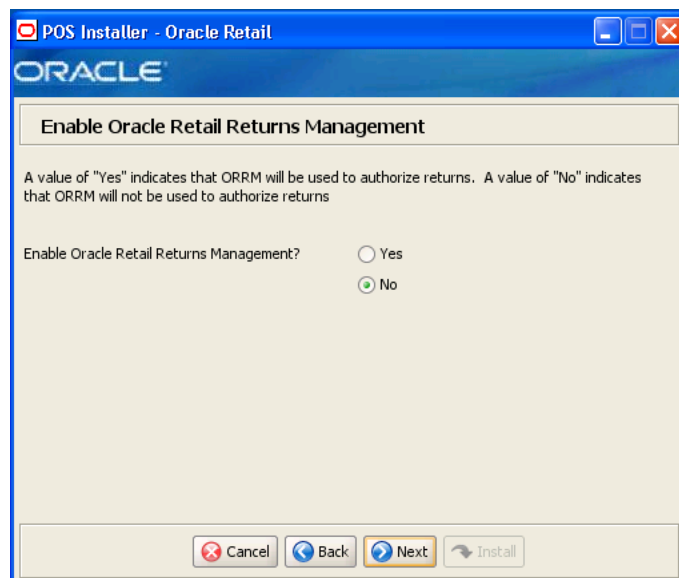 POS Installer - Oracle Retail
ORACLE
Enable Oracle Retail Returns Management
A value of "Yes" indicates that ORRM will be used to authorize returns. A value of "No" indicates
that ORRM will not be used to authorize returns
Enable Oracle Retail Returns Management? Yes
No
Cancel Back Next Install